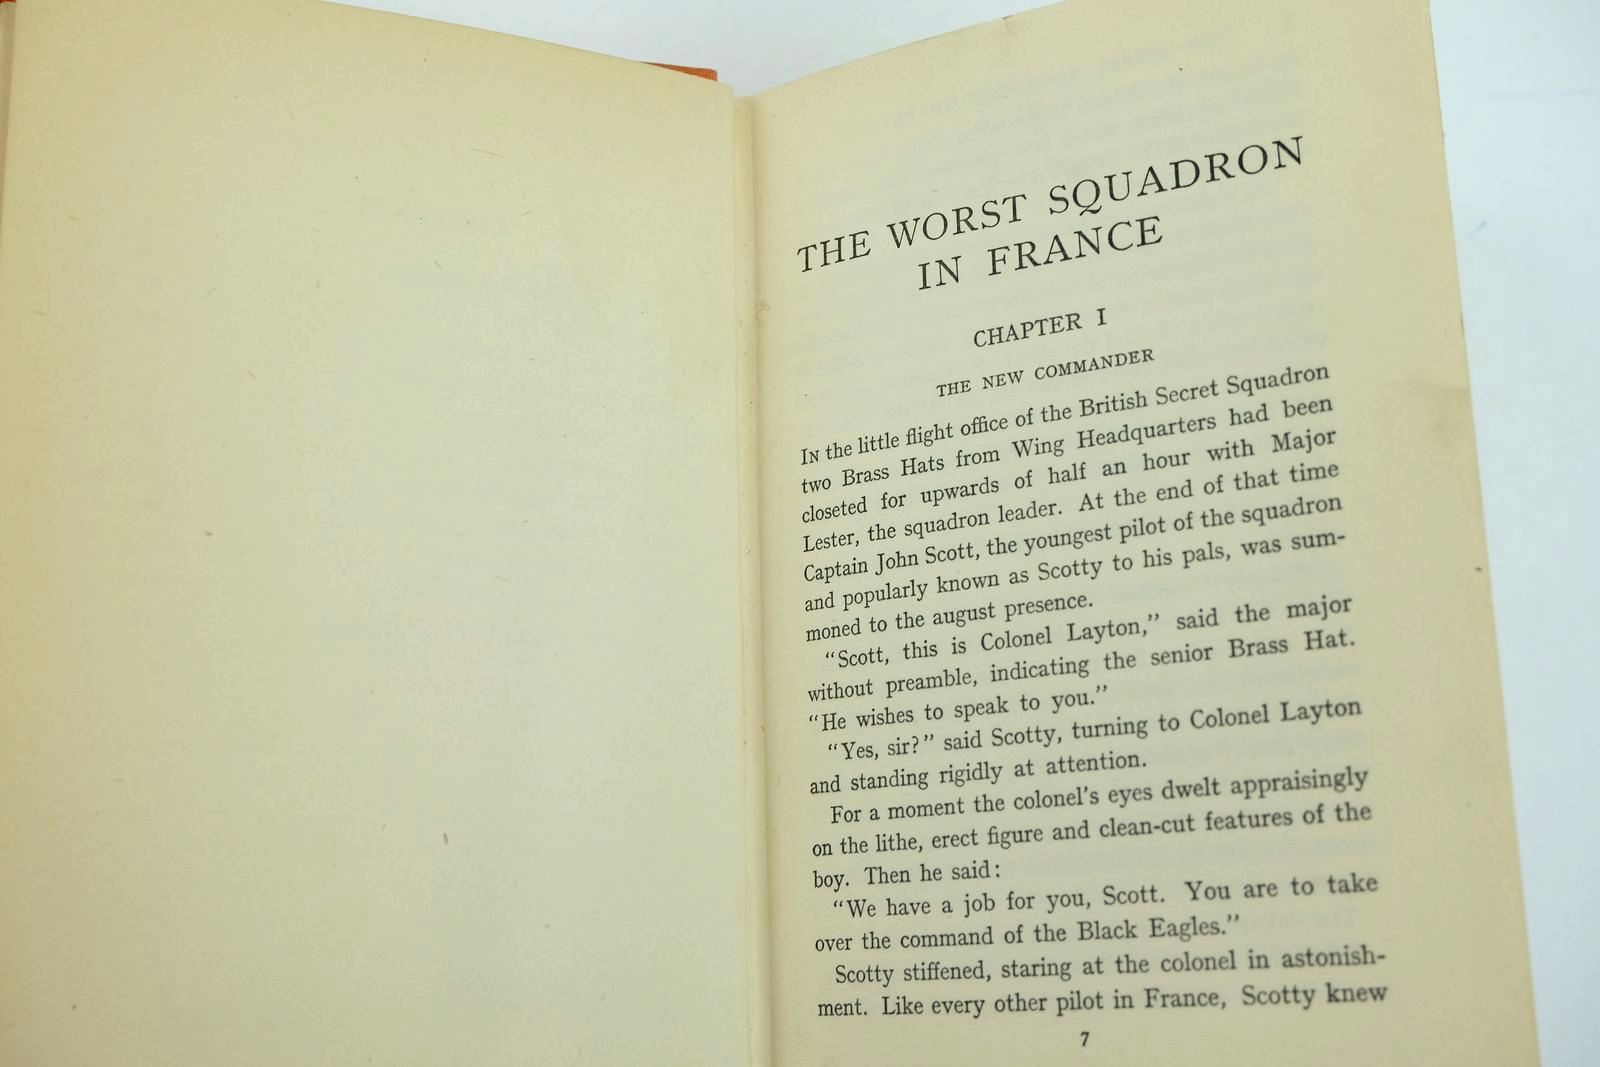 THE WORST SQUADRON
IN FRANCE
CHAPTER I
THE NEW COMMANDER
IN the little flight office of the British Secret Squadron
two Brass Hats from Wing Headquarters had been
closeted for upwards of half an hour with Major
Lester, the squadron leader. At the end of that time
Captain John Scott, the youngest pilot of the squadron
and popularly known as Scotty to his pals, was sum-
moned to the august presence.
“Scott, this is Colonel Layton,” said the major
without preamble, indicating the senior Brass Hat.
“He wishes to speak to you.”
“Yes, sir?” said Scotty, turning to Colonel Layton
and standing rigidly at attention.
For a moment the colonel's eyes dwelt appraisingly
on the lithe, erect figure and clean-cut features of the
boy. Then he said:
“We have a job for you, Scott. You are to take
over the command of the Black Eagles.”
Scotty stiffened, staring at the colonel in astonish-
ment. Like every other pilot in France, Scotty knew
7